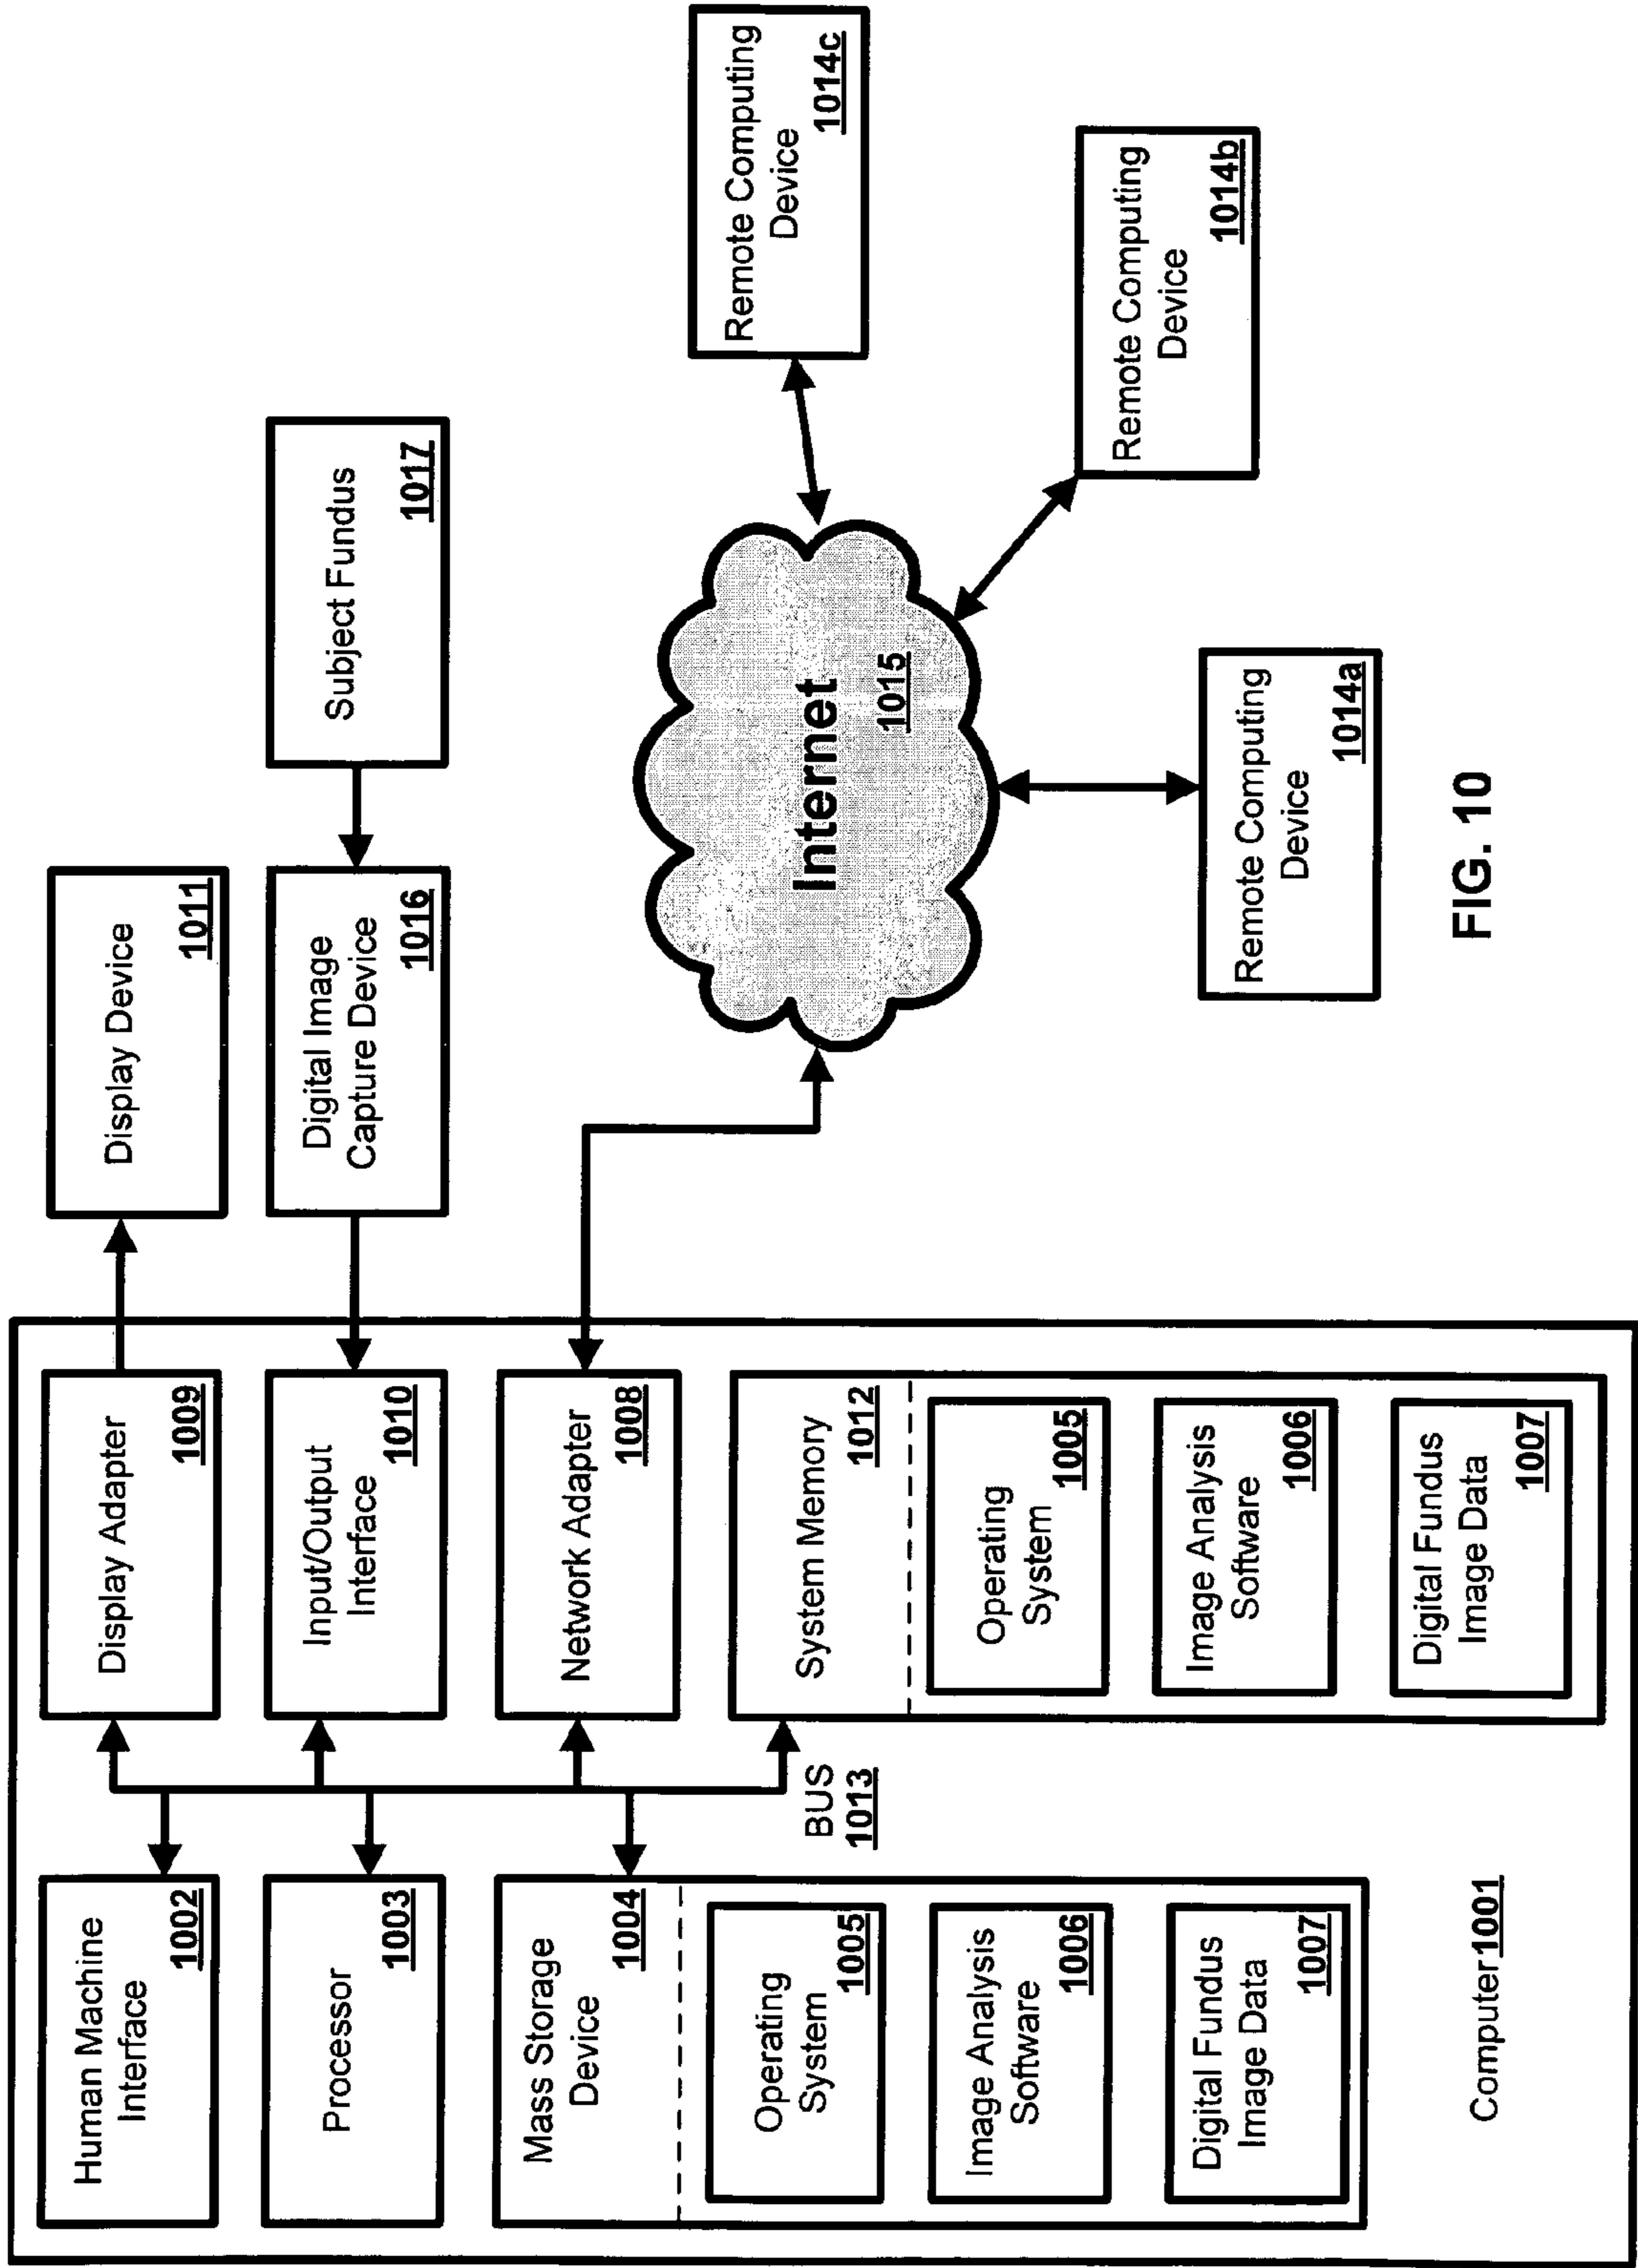 Human Machine
Interface
1002
Processor
1003
Mass Storage
Device
1004
Operating
System
1005
Image Analysis
Software
1006
Digital Fundus
Image Data
1007
Computer 1001
BUS
1013
Display Adapter
1009
Input/Output
Interface
1010
Network Adapter
1008
System Memory
1012
Operating
System
1005
Image Analysis
Software
1006
Digital Fundus
Image Data
1007
Display Device
1011
Digital Image
Capture Device
1016
Subject Fundus
1017
Internet
1015
Remote Computing
Device
1014a
Remote Computing
Device
1014b
Remote Computing
Device
1014c
FIG. 10